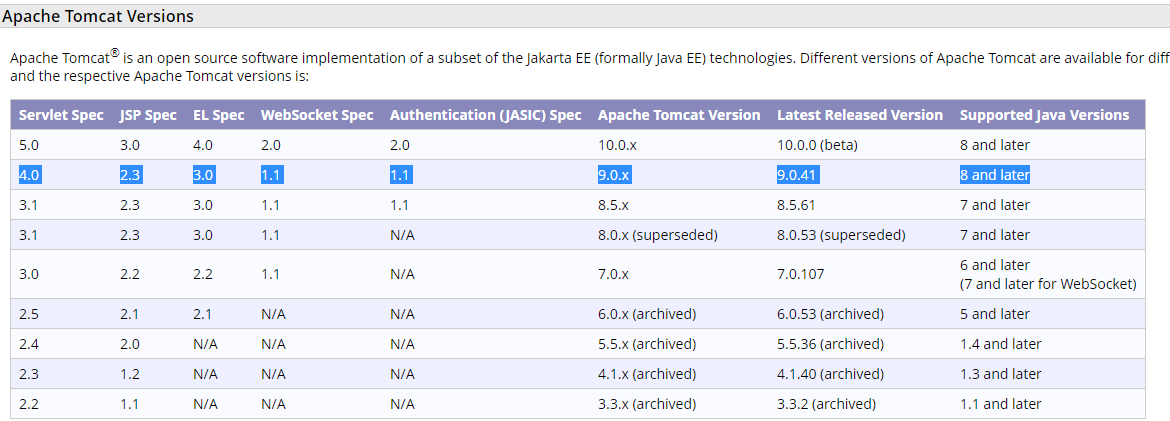 Apache Tomcat Versions
Apache Tomcat® is an open source software implementation of a subset of the Jakarta EE (formally Java EE) technologies. Different versions of Apache Tomcat are available for diff
and the respective Apache Tomcat versions is:
Servlet Spec JSP Spec EL Spec WebSocket Spec Authentication (JASIC) Spec Apache Tomcat Version Latest Released Version Supported Java Versions
5.0 3.0 4.0 2.0 2.0 10.0.x 10.0.0 (beta) 8 and later
4.0 2.3 3.0 1.1 1.1 9.0.x 9.0.41 8 and later
3.1 2.3 3.0 1.1 1.1 8.5.x 8.5.61 7 and later
3.1 2.3 3.0 1.1 N/A 8.0.x (superseded) 8.0.53 (superseded) 7 and later
3.0 2.2 2.2 1.1 N/A 7.0.x 7.0.107 6 and later
(7 and later for WebSocket)
2.5 2.1 2.1 N/A N/A 6.0.x (archived) 6.0.53 (archived) 5 and later
2.4 2.0 N/A N/A N/A 5.5.x (archived) 5.5.36 (archived) 1.4 and later
2.3 1.2 N/A N/A N/A 4.1.x (archived) 4.1.40 (archived) 1.3 and later
2.2 1.1 N/A N/A N/A 3.3.x (archived) 3.3.2 (archived) 1.1 and later